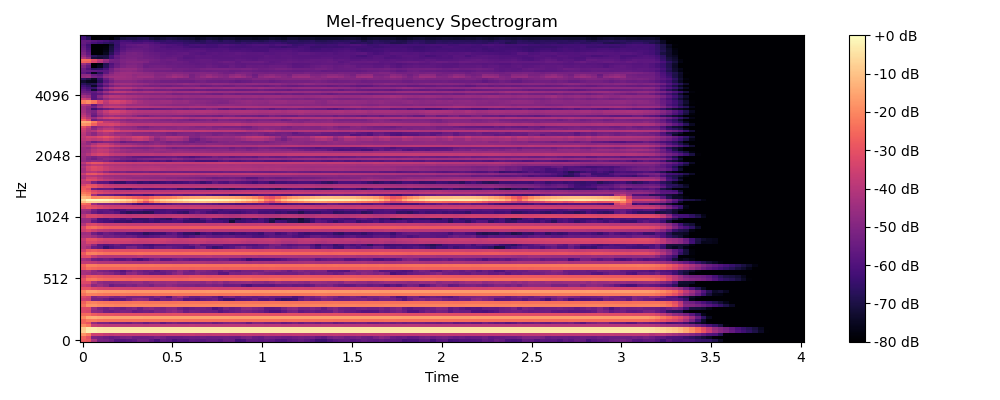 Mel-frequency Spectrogram
Hz
4096
2048
1024
512
0
0
0.5
1
1.5
2
2.5
3
3.5
4
Time
+0 dB
-10 dB
-20 dB
-30 dB
-40 dB
-50 dB
-60 dB
-70 dB
-80 dB